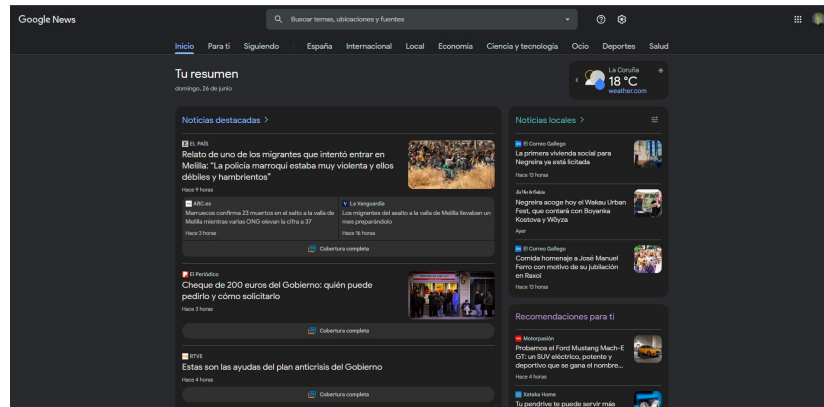 Google News
Buscar temas, ubicaciones y fuentes
Inicio Para ti Siguiendo España Internacional Local Economía Ciencia y tecnología Ocio Deportes Salud
Tu resumen
domingo, 26 de junio
La Coruña
18 °C
weather.com
Noticias destacadas >
EL PAÍS
Relato de uno de los migrantes que intentó entrar en
Melilla: "La policía marroquí estaba muy violenta y ellos
débiles y hambrientos"
Hace 9 horas
ABC.es
Marruecos confirma 23 muertos en el salto a la valla de
Melilla mientras varias ONG elevan la cifra a 37
Hace 3 horas
La Vanguardia
Los migrantes del asalto a la valla de Melilla llevaban un
mes preparándolo
Hace 16 horas
Cobertura completa
El Periódico
Cheque de 200 euros del Gobierno: quién puede
pedirlo y cómo solicitarlo
Hace 3 horas
Cobertura completa
RTVE
Estas son las ayudas del plan anticrisis del Gobierno
Hace 4 horas
Cobertura completa
Noticias locales >
El Correo Gallego
La primera vivienda social para
Negreira ya está licitada
Hace 13 horas
Negreira acoge hoy el Wakau Urban
Fest, que contará con Boyanka
Kostova y Wöyza
Ayer
El Correo Gallego
Comida homenaje a José Manuel
Ferro con motivo de su jubilación
en Raxoi
Hace 13 horas
Recomendaciones para ti
Motorpasión
Probamos el Ford Mustang Mach-E
GT: un SUV eléctrico, potente y
deportivo que se gana el nombre...
Hace 4 horas
Xataka Home
Tu pendrive te puede servir más